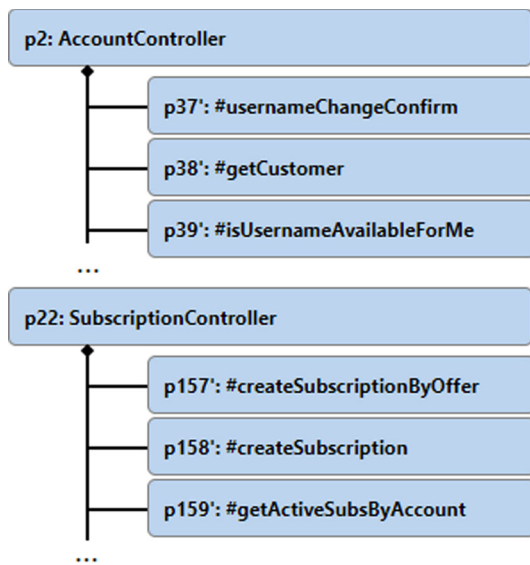 p2: AccountController
p37': #usernameChangeConfirm
p38': #getCustomer
p39': #isUsernameAvailableForMe
...
p22: SubscriptionController
p157': #createSubscriptionByOffer
p158': #createSubscription
p159': #getActiveSubsByAccount
...